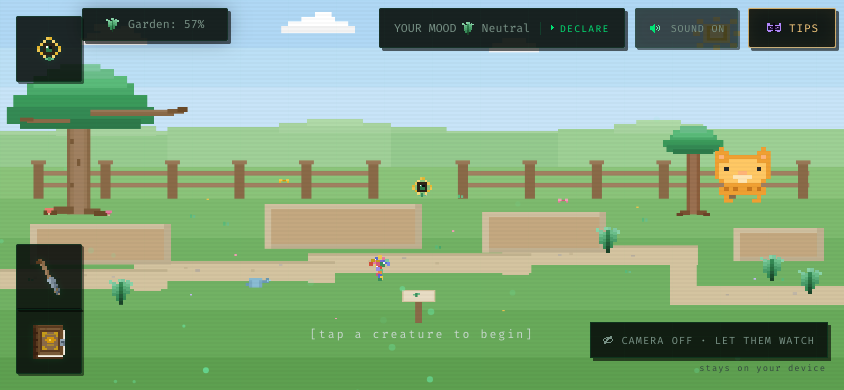 Garden: 57%
YOUR MOOD Neutral DECLARE
SOUND ON
TIPS
[tap a creature to begin]
CAMERA OFF · LET THEM WATCH
stays on your device